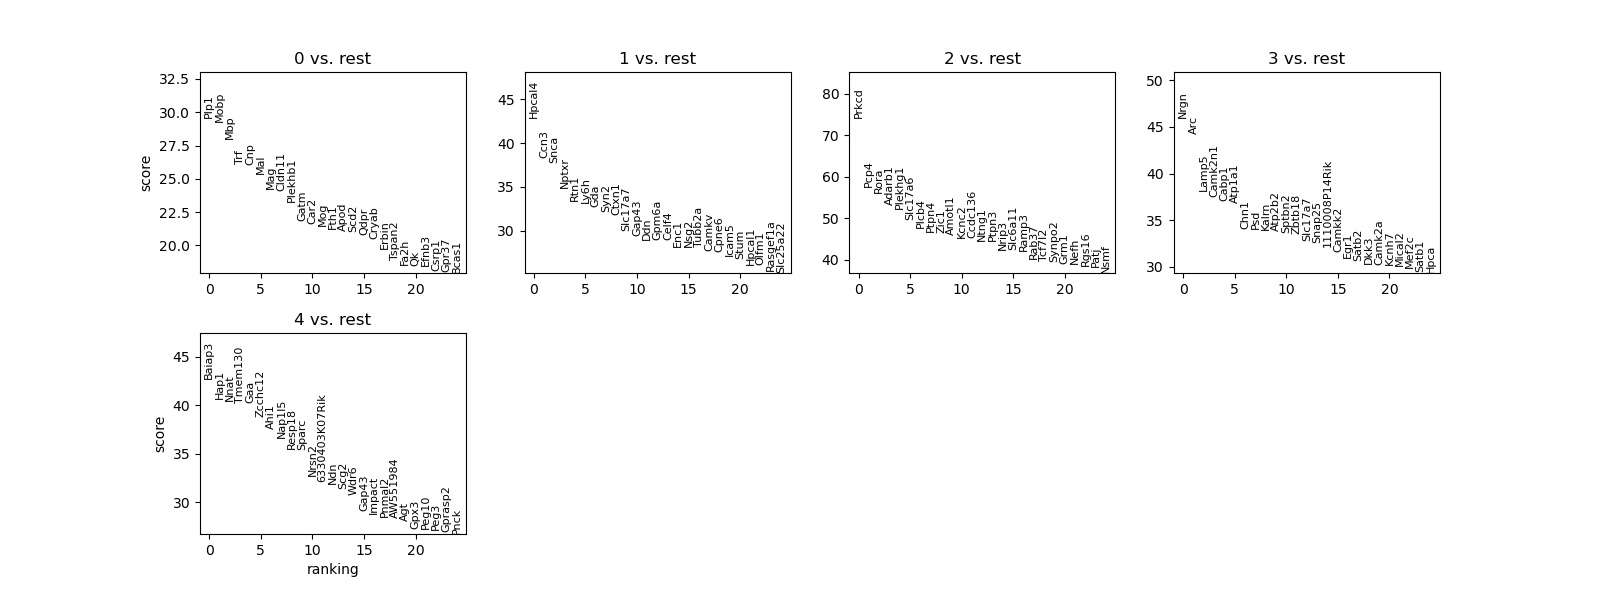 0 vs. rest
1 vs. rest
2 vs. rest
3 vs. rest
score
32.5
30.0
27.5
25.0
22.5
20.0
Plp1
Mobp
Mbp
Trf
Cnp
Mal
Mag
Cldn11
Plekhb1
Gatm
Car2
Mog
Fth1
Apod
Scd2
Qdpr
Cryab
Erbin
Tspan2
Fa2h
Qk
Efnb3
Csrp1
Gpr37
Bcas1
0 5 10 15 20
45
40
35
30
Hpcal4
Ccn3
Snca
Nptxr
Rtn1
Ly6h
Gda
Syn2
Ctxn1
Slc17a7
Gap43
Ddn
Gpm6a
Celf4
Enc1
Nsg2
Tubb2a
Camkv
Cpne6
Icam5
Stum
Hpcal1
Olfm1
Rasgef1a
Slc25a22
0 5 10 15 20
80
70
60
50
40
Prkcd
Pcp4
Rora
Adarb1
Plekhg1
Slc17a6
Plcb4
Ptpn4
Zic1
Amotl1
Kcnc2
Ccdc136
Ntng1
Ptpn3
Nrip3
Slc6a11
Ramp3
Rab37
Tcf7l2
Synpo2
Grm1
Nefh
Rgs16
Patj
Nsmf
0 5 10 15 20
50
45
40
35
30
Nrgn
Arc
Lamp5
Camk2n1
Cabp1
Atp1a1
Chn1
Psd
Kalrn
Atp2b2
Sptbn2
Zbtb18
Slc17a7
Snap25
1110008P14Rik
Camkk2
Egr1
Satb2
Dkk3
Camk2a
Kcnh7
Mical2
Mef2c
Satb1
Hpca
0 5 10 15 20
4 vs. rest
score
45
40
35
30
Baiap3
Hap1
Nnat
Tmem130
Gaa
Zcchc12
Ahi1
Nap1l5
Resp18
Sparc
Nrsn2
6330403K07Rik
Ndn
Scg2
Wdr6
Gap43
Impact
Pnmal2
AW551984
Agt
Gpx3
Peg10
Peg3
Gprasp2
Pnck
0 5 10 15 20
ranking